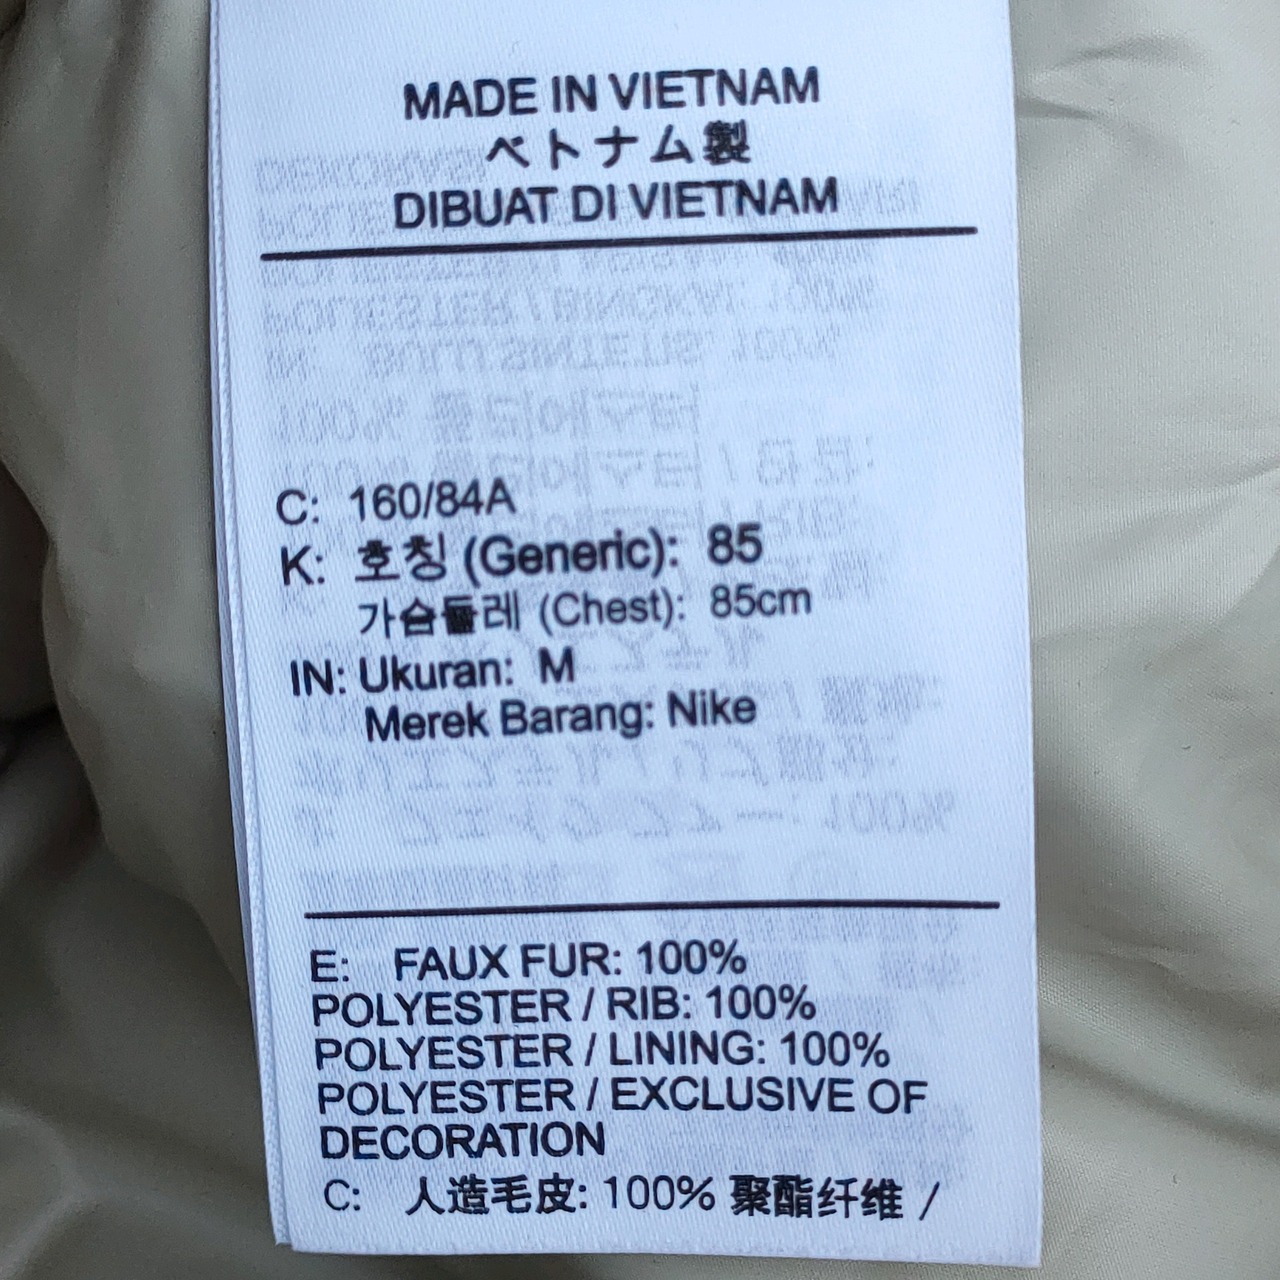 MADE IN VIETNAM
ベトナム製
DIBUAT DI VIETNAM
C: 160/84A
K: 호칭 (Generic): 85
가슴둘레 (Chest): 85cm
IN: Ukuran: M
Merek Barang: Nike
E: FAUX FUR: 100%
POLYESTER / RIB: 100%
POLYESTER / LINING: 100%
POLYESTER / EXCLUSIVE OF
DECORATION
C: 人造毛皮: 100% 聚酯纤维 /